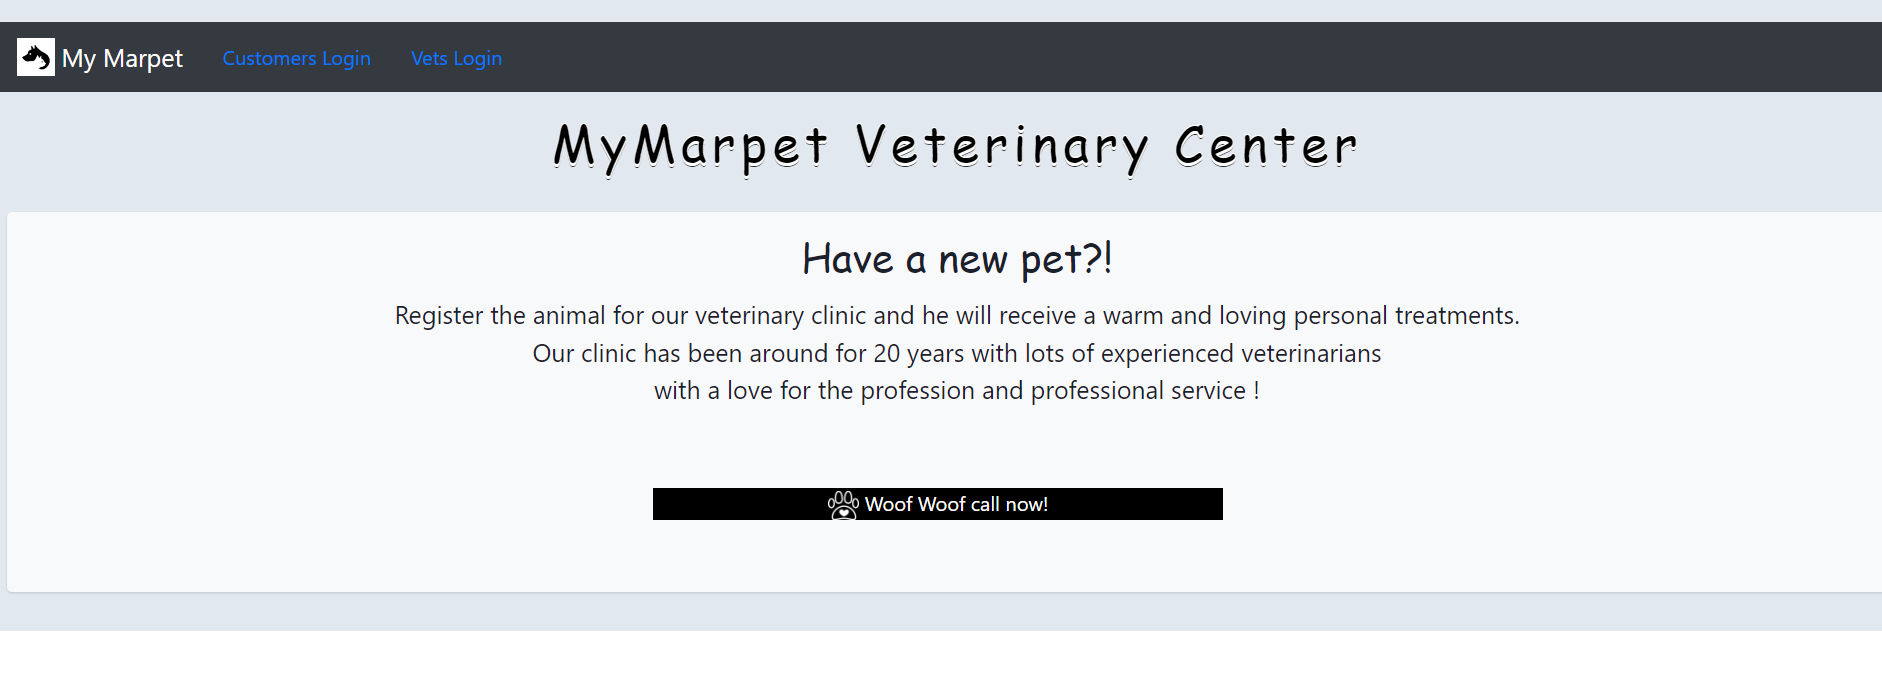 My Marpet Customers Login Vets Login
MyMarpet Veterinary Center
Have a new pet?!
Register the animal for our veterinary clinic and he will receive a warm and loving personal treatments.
Our clinic has been around for 20 years with lots of experienced veterinarians
with a love for the profession and professional service !
Woof Woof call now!